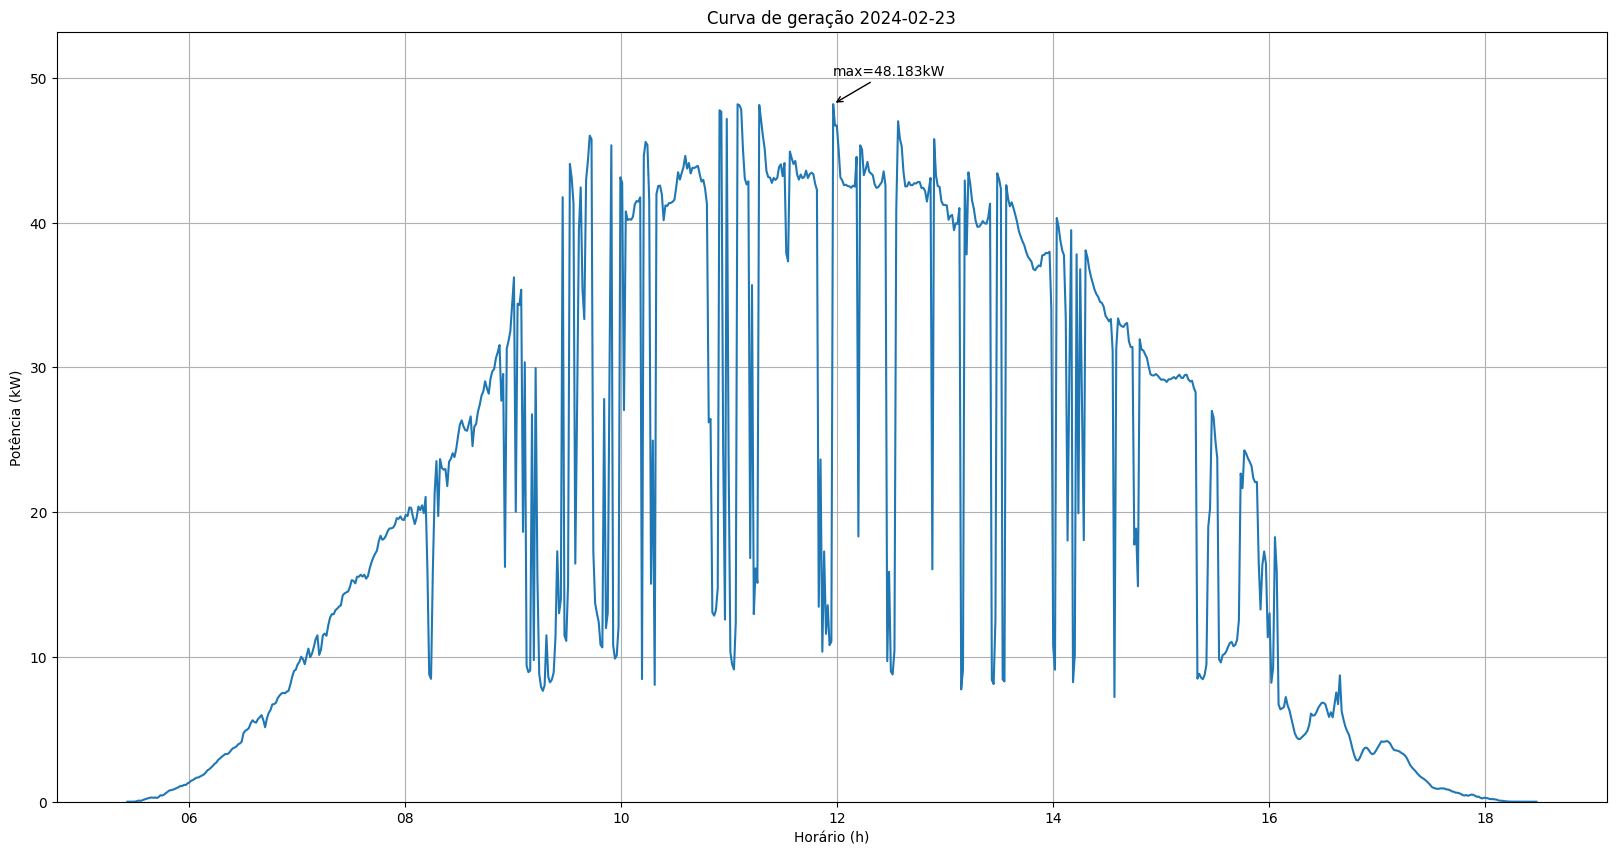 Curva de geração 2024-02-23
max=48.183kW
50
40
30
20
10
0
Potência (kW)
06 08 10 12 14 16 18
Horário (h)